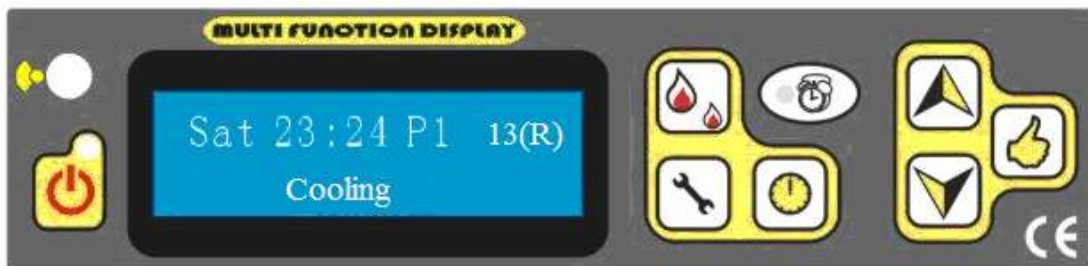 MULTI FUNCTION DISPLAY
Sat 23:24 P1 13(R)
Cooling
CE